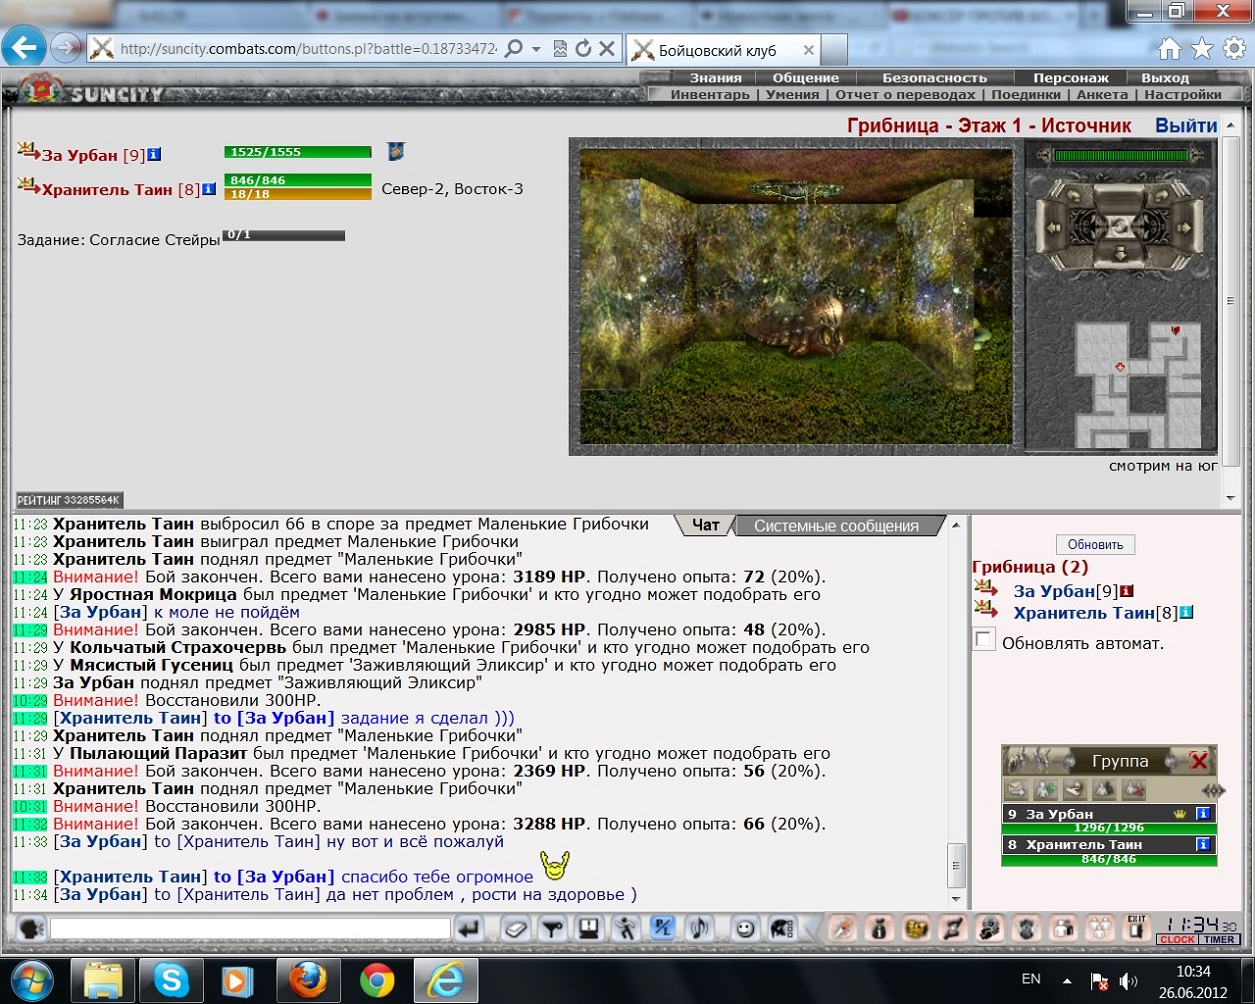 http://suncity.combats.com/buttons.pl?battle=0.18733472
Бойцовский клуб
SUNCITY
Знания Общение Безопасность Персонаж Выход
Инвентарь | Умения | Отчет о переводах | Поединки | Анкета | Настройки
Грибница - Этаж 1 - Источник Выйти
За Урбан [9] 1525/1555
Хранитель Таин [8] 846/846
18/18
Север-2, Восток-3
Задание: Согласие Стейры 0/1
смотрим на юг
РЕЙТИНГ 33285564K
Чат Системные сообщения
11:23 Хранитель Таин выбросил 66 в споре за предмет Маленькие Грибочки
11:23 Хранитель Таин выиграл предмет Маленькие Грибочки
11:23 Хранитель Таин поднял предмет "Маленькие Грибочки"
11:24 Внимание! Бой закончен. Всего вами нанесено урона: 3189 HP. Получено опыта: 72 (20%).
11:24 У Яростная Мокрица был предмет 'Маленькие Грибочки' и кто угодно может подобрать его
11:24 [За Урбан] к моле не пойдём
11:29 Внимание! Бой закончен. Всего вами нанесено урона: 2985 HP. Получено опыта: 48 (20%).
11:29 У Кольчатый Страхочервь был предмет 'Маленькие Грибочки' и кто угодно может подобрать его
11:29 У Мясистый Гусениц был предмет 'Заживляющий Эликсир' и кто угодно может подобрать его
11:29 За Урбан поднял предмет "Заживляющий Эликсир"
10:29 Внимание! Восстановили 300HP.
11:29 [Хранитель Таин] to [За Урбан] задание я сделал )))
11:29 Хранитель Таин поднял предмет "Маленькие Грибочки"
11:31 У Пылающий Паразит был предмет 'Маленькие Грибочки' и кто угодно может подобрать его
11:31 Внимание! Бой закончен. Всего вами нанесено урона: 2369 HP. Получено опыта: 56 (20%).
11:31 Хранитель Таин поднял предмет "Маленькие Грибочки"
10:31 Внимание! Восстановили 300HP.
11:32 Внимание! Бой закончен. Всего вами нанесено урона: 3288 HP. Получено опыта: 66 (20%).
11:33 [За Урбан] to [Хранитель Таин] ну вот и всё пожалуй
11:33 [Хранитель Таин] to [За Урбан] спасибо тебе огромное
11:34 [За Урбан] to [Хранитель Таин] да нет проблем , рости на здоровье )
Обновить
Грибница (2)
За Урбан[9]
Хранитель Таин[8]
Обновлять автомат.
Группа
9 За Урбан
1296/1296
8 Хранитель Таин
846/846
EXIT
11:34 30
CLOCK TIMER
EN
10:34
26.06.2012